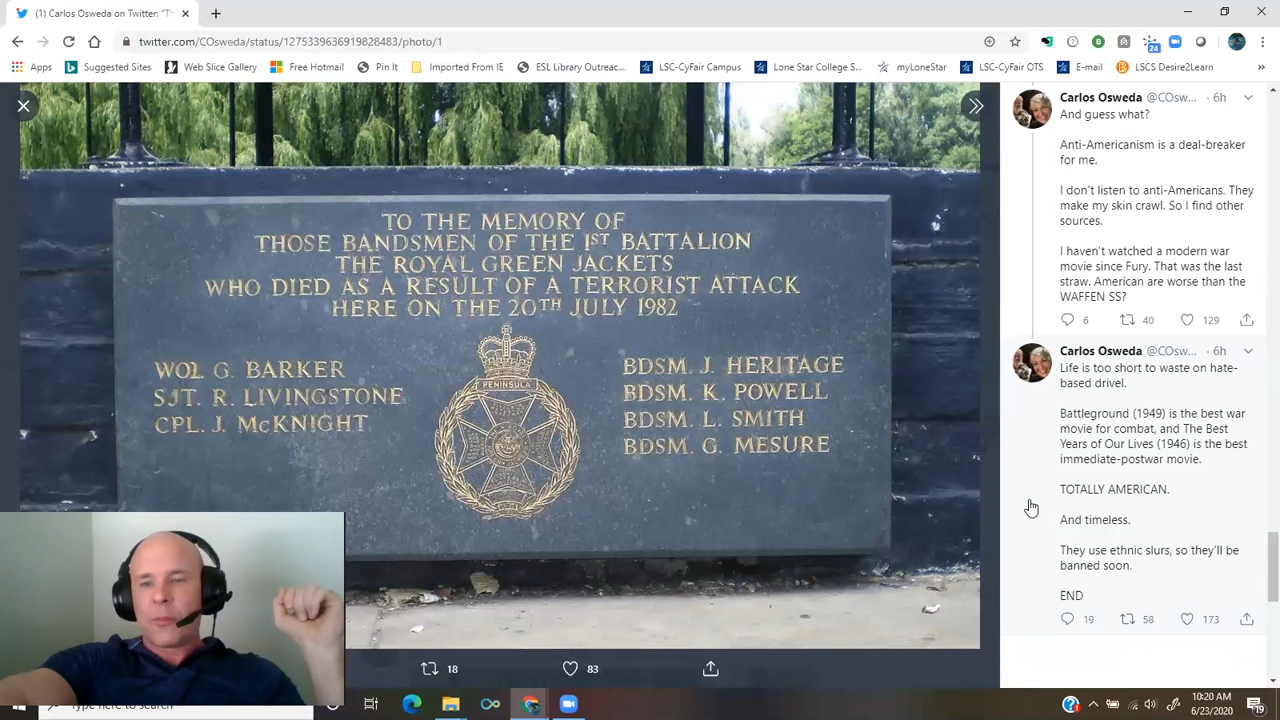 (1) Carlos Osweda on Twitter: "T
twitter.com/COsweda/status/1275339636919828483/photo/1
Apps
Suggested Sites
Web Slice Gallery
Free Hotmail
Pin It
Imported From IE
ESL Library Outreac...
LSC-CyFair Campus
Lone Star College S...
myLoneStar
LSC-CyFair OTS
E-mail
LSCS Desire2Learn
24
TO THE MEMORY OF
THOSE BANDSMEN OF THE 1ST BATTALION
THE ROYAL GREEN JACKETS
WHO DIED AS A RESULT OF A TERRORIST ATTACK
HERE ON THE 20TH JULY 1982
WO2 G. BARKER
SJT. R. LIVINGSTONE
CPL. J. McKNIGHT
PENINSULA
BDSM. J. HERITAGE
BDSM. K. POWELL
BDSM. L. SMITH
BDSM. G. MESURE
18
83
Carlos Osweda @COsw... · 6h
And guess what?
Anti-Americanism is a deal-breaker
for me.
I don't listen to anti-Americans. They
make my skin crawl. So I find other
sources.
I haven't watched a modern war
movie since Fury. That was the last
straw. American are worse than the
WAFFEN SS?
6 40 129
Carlos Osweda @COsw... · 6h
Life is too short to waste on hate-
based drivel.
Battleground (1949) is the best war
movie for combat, and The Best
Years of Our Lives (1946) is the best
immediate-postwar movie.
TOTALLY AMERICAN.
And timeless.
They use ethnic slurs, so they'll be
banned soon.
END
19 58 173
Type here to search
10:20 AM
6/23/2020
19